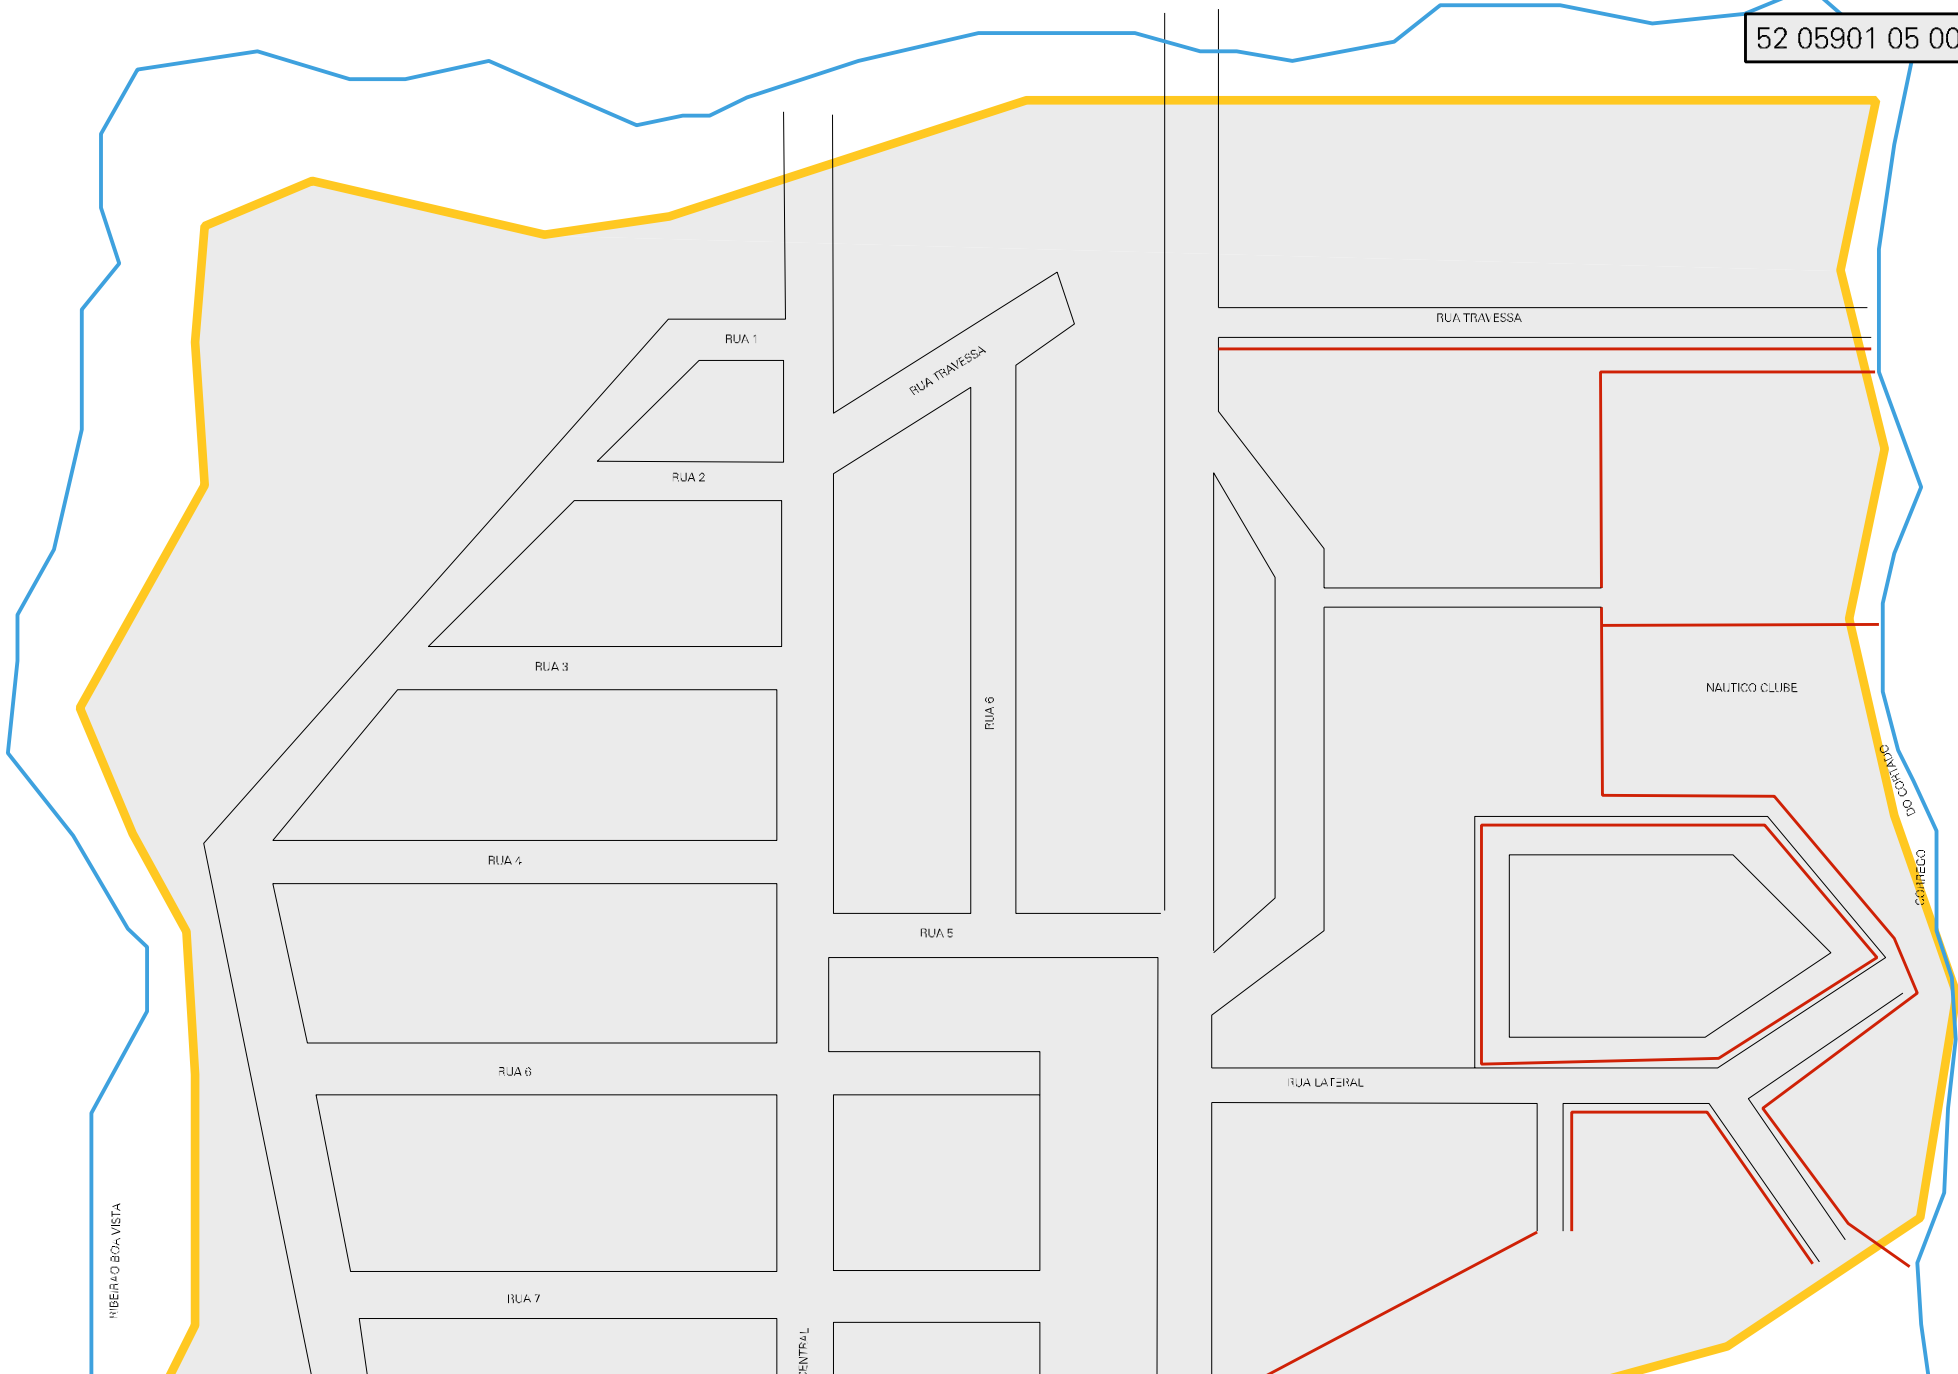 52 05901 05 00
RUA TRAVESSA
RUA 1
RUA TRAVESSA
RUA 2
RUA 3
NAUTICO CLUBE
RUA 6
DO CORTADO
CORREGO
RUA 4
RUA 5
RUA 6
RUA LATERAL
RIBEIRAO BOA VISTA
RUA 7
CENTRAL